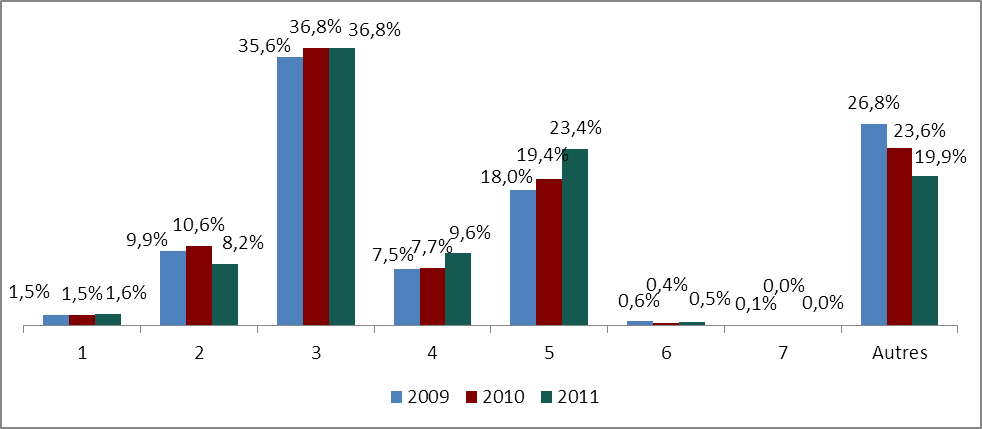 36,8% 36,8%
35,6%
26,8%
23,6%
23,4%
19,4%
19,9%
18,0%
10,6%
9,9% 8,2%
7,5% 7,7% 9,6%
1,5% 1,5% 1,6%
0,6% 0,4% 0,5% 0,1% 0,0% 0,0%
1 2 3 4 5 6 7 Autres
2009 2010 2011